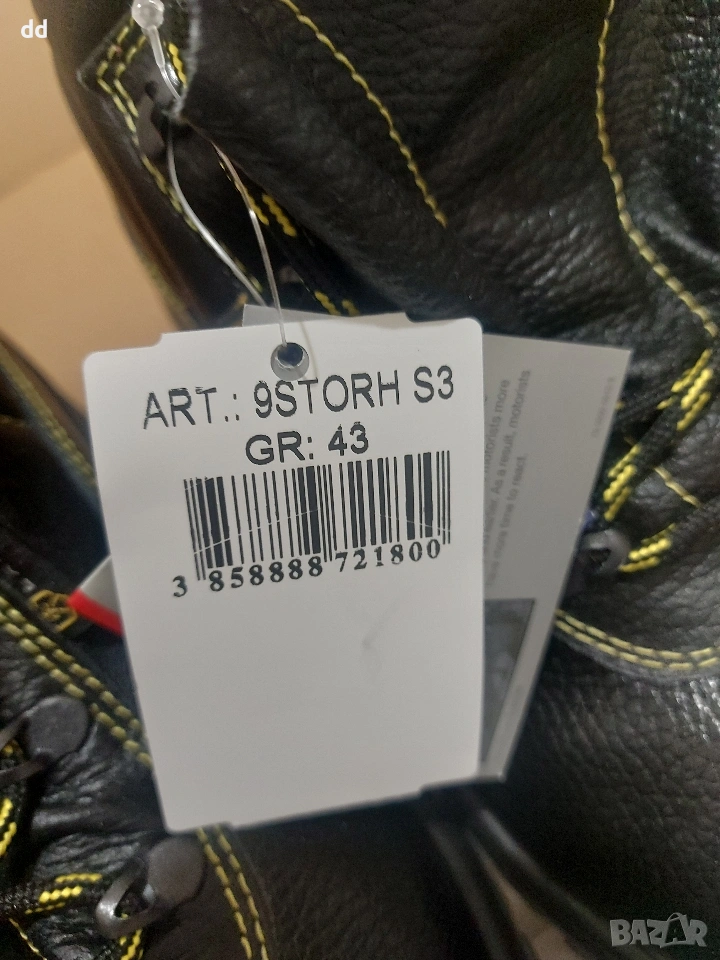 dd
ART.: 9STORH S3
GR: 43
3 858888 721800
motorists more
As a result, motorists
more time to react.
BAZAR